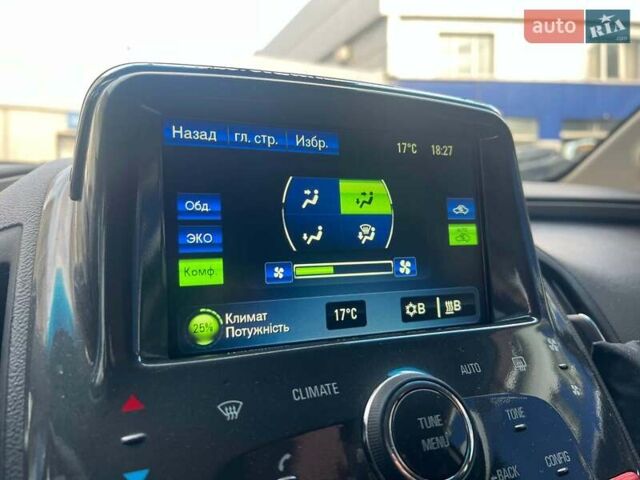 auto RIA
.com
Назад гл. стр. Избр. 17°C 18:27
Обд.
ЭКО
Комф.
25% Климат
Потужність
17°C
В В
CLIMATE
AUTO
TUNE
MENU
TONE
BACK
CONFIG